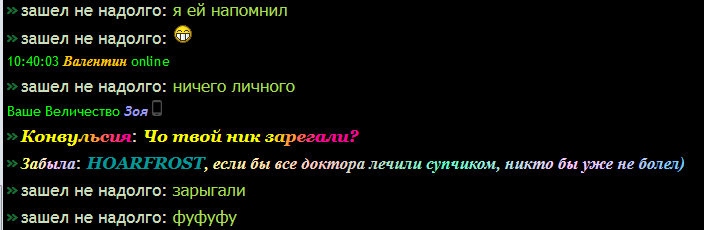 » зашел не надолго: я ей напомнил
» зашел не надолго:
10:40:03 Валентин online
» зашел не надолго: ничего личного
Ваше Величество Зоя
» Конвульсия: Чо твой ник зарегали?
» Забыла: HOARFROST, если бы все доктора лечили супчиком, никто бы уже не болел)
» зашел не надолго: зарыгали
» зашел не надолго: фуфуфу